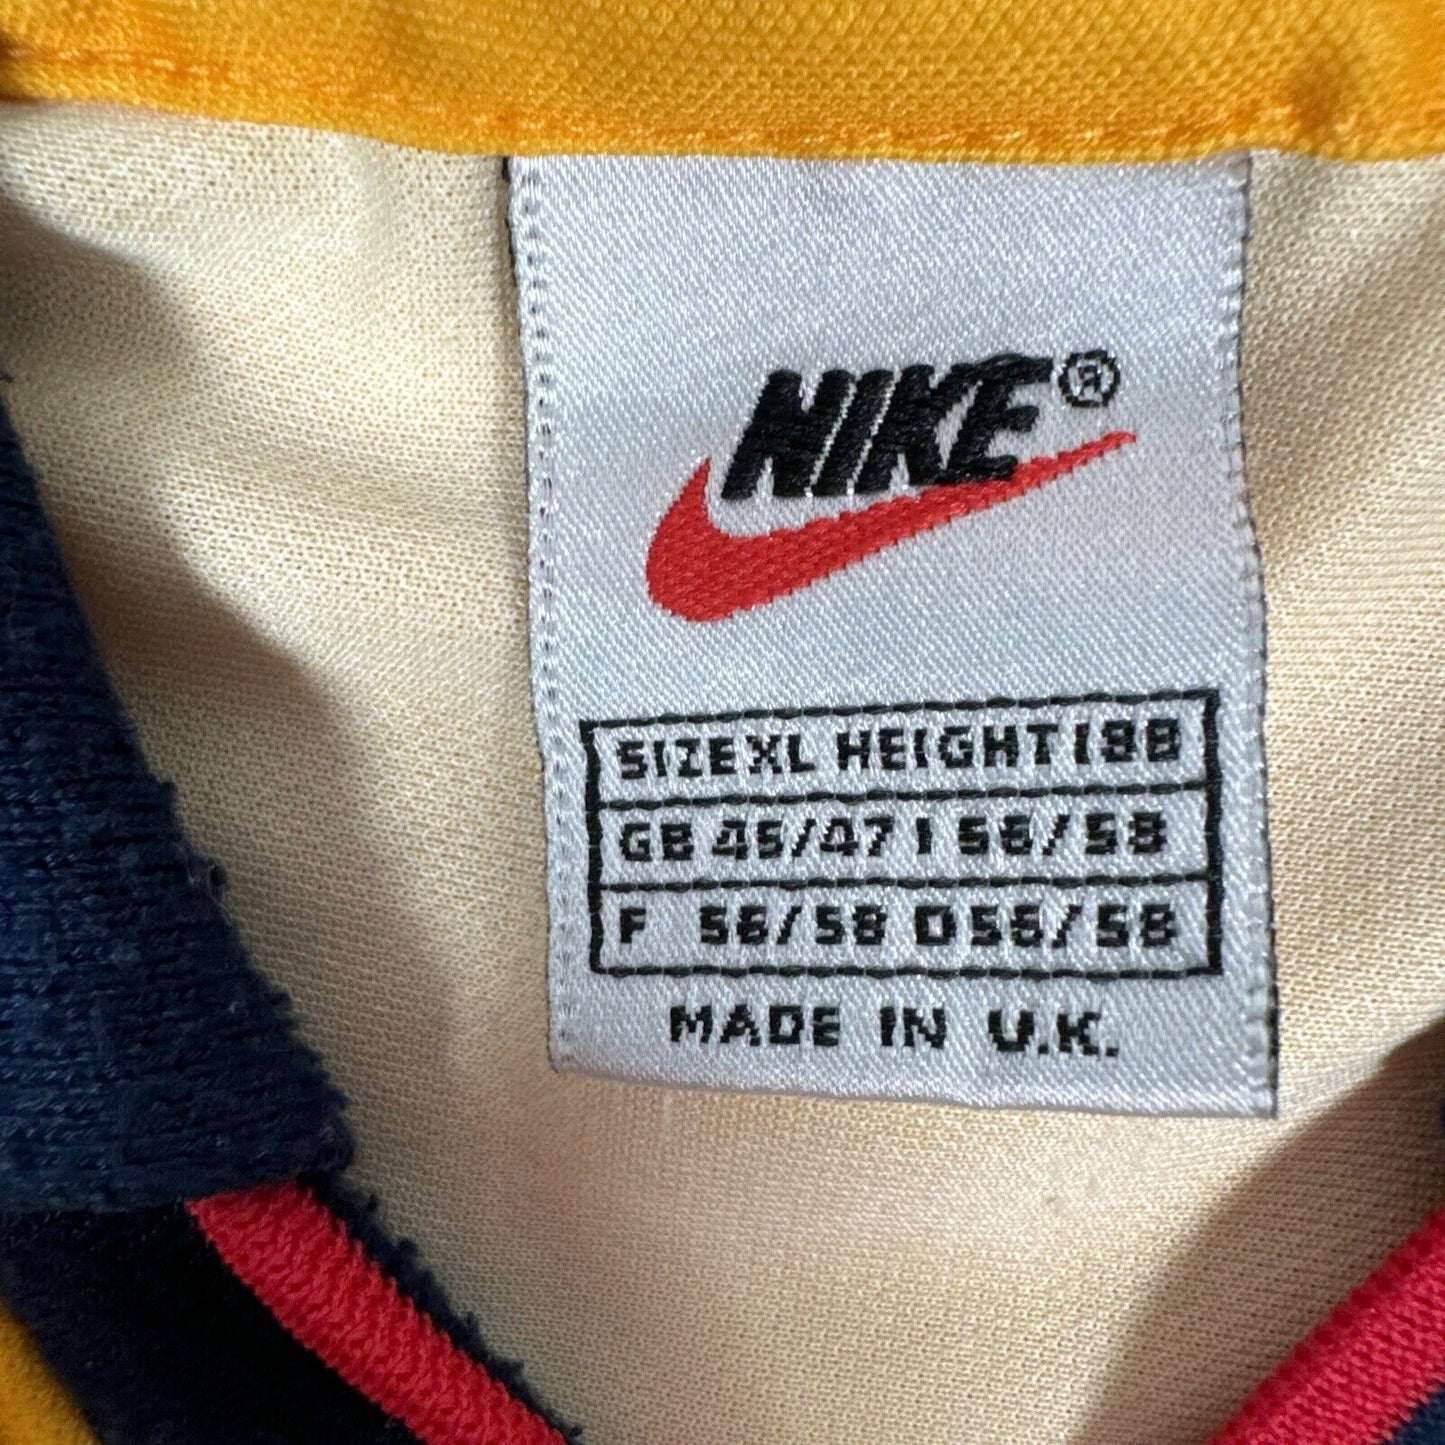 NIKE®
SIZE XL HEIGHT 188
GB 45/47 I 56/58
F 56/58 D 56/58
MADE IN U.K.